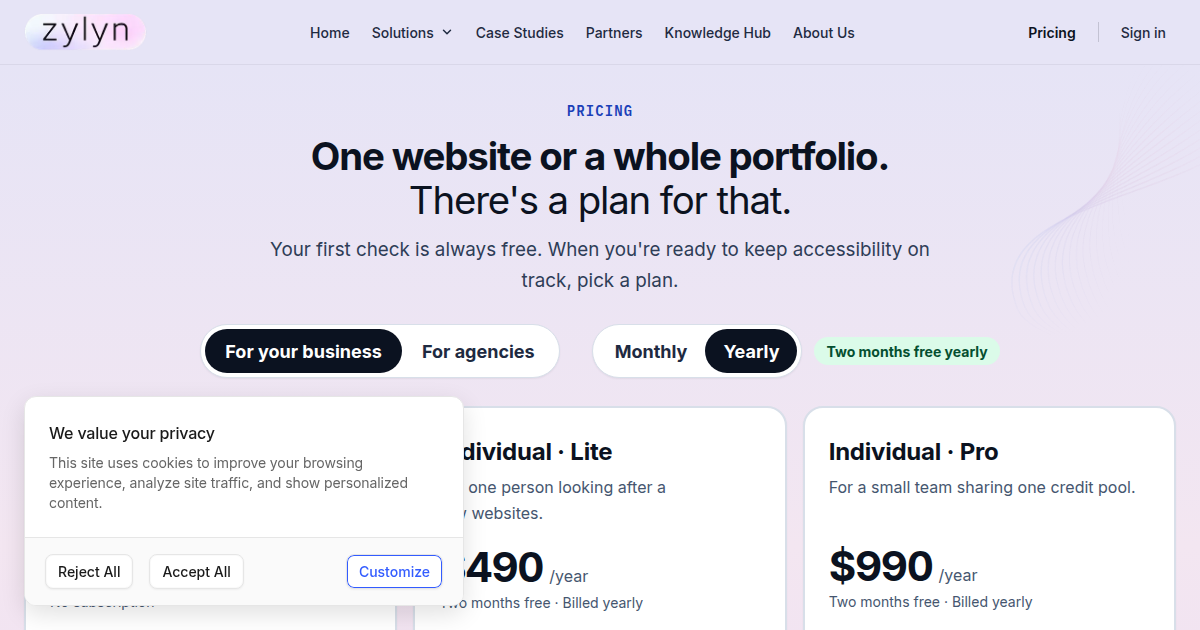 zylyn
Home Solutions Case Studies Partners Knowledge Hub About Us Pricing Sign in
PRICING
One website or a whole portfolio.
There's a plan for that.
Your first check is always free. When you're ready to keep accessibility on
track, pick a plan.
For your business For agencies Monthly Yearly Two months free yearly
We value your privacy
This site uses cookies to improve your browsing
experience, analyze site traffic, and show personalized
content.
Reject All Accept All Customize
dividual · Lite
one person looking after a
websites.
$490 /year
Two months free · Billed yearly
Individual · Pro
For a small team sharing one credit pool.
$990 /year
Two months free · Billed yearly